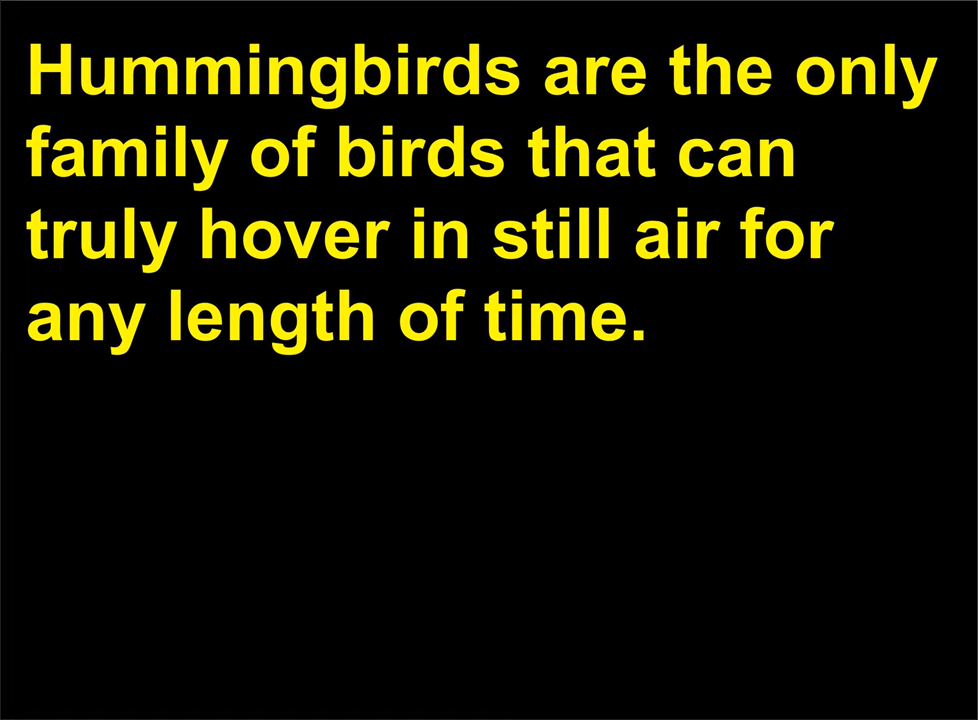 Hummingbirds are the only
family of birds that can
truly hover in still air for
any length of time.